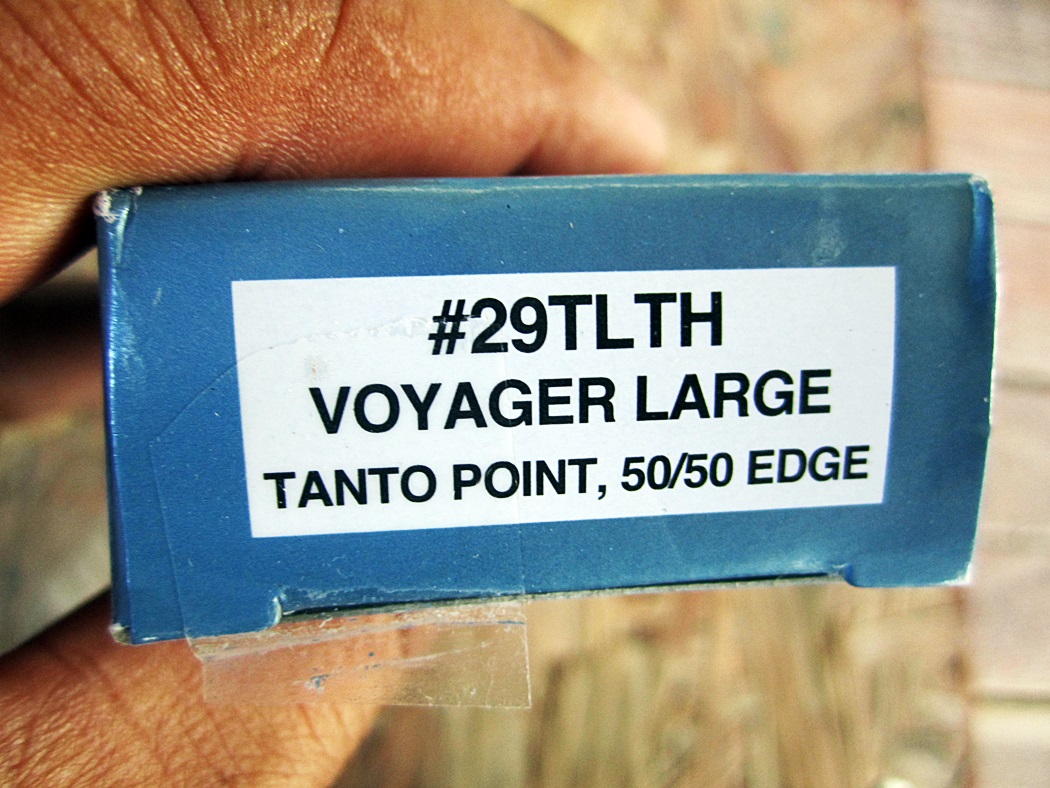 #29TLTH
VOYAGER LARGE
TANTO POINT, 50/50 EDGE